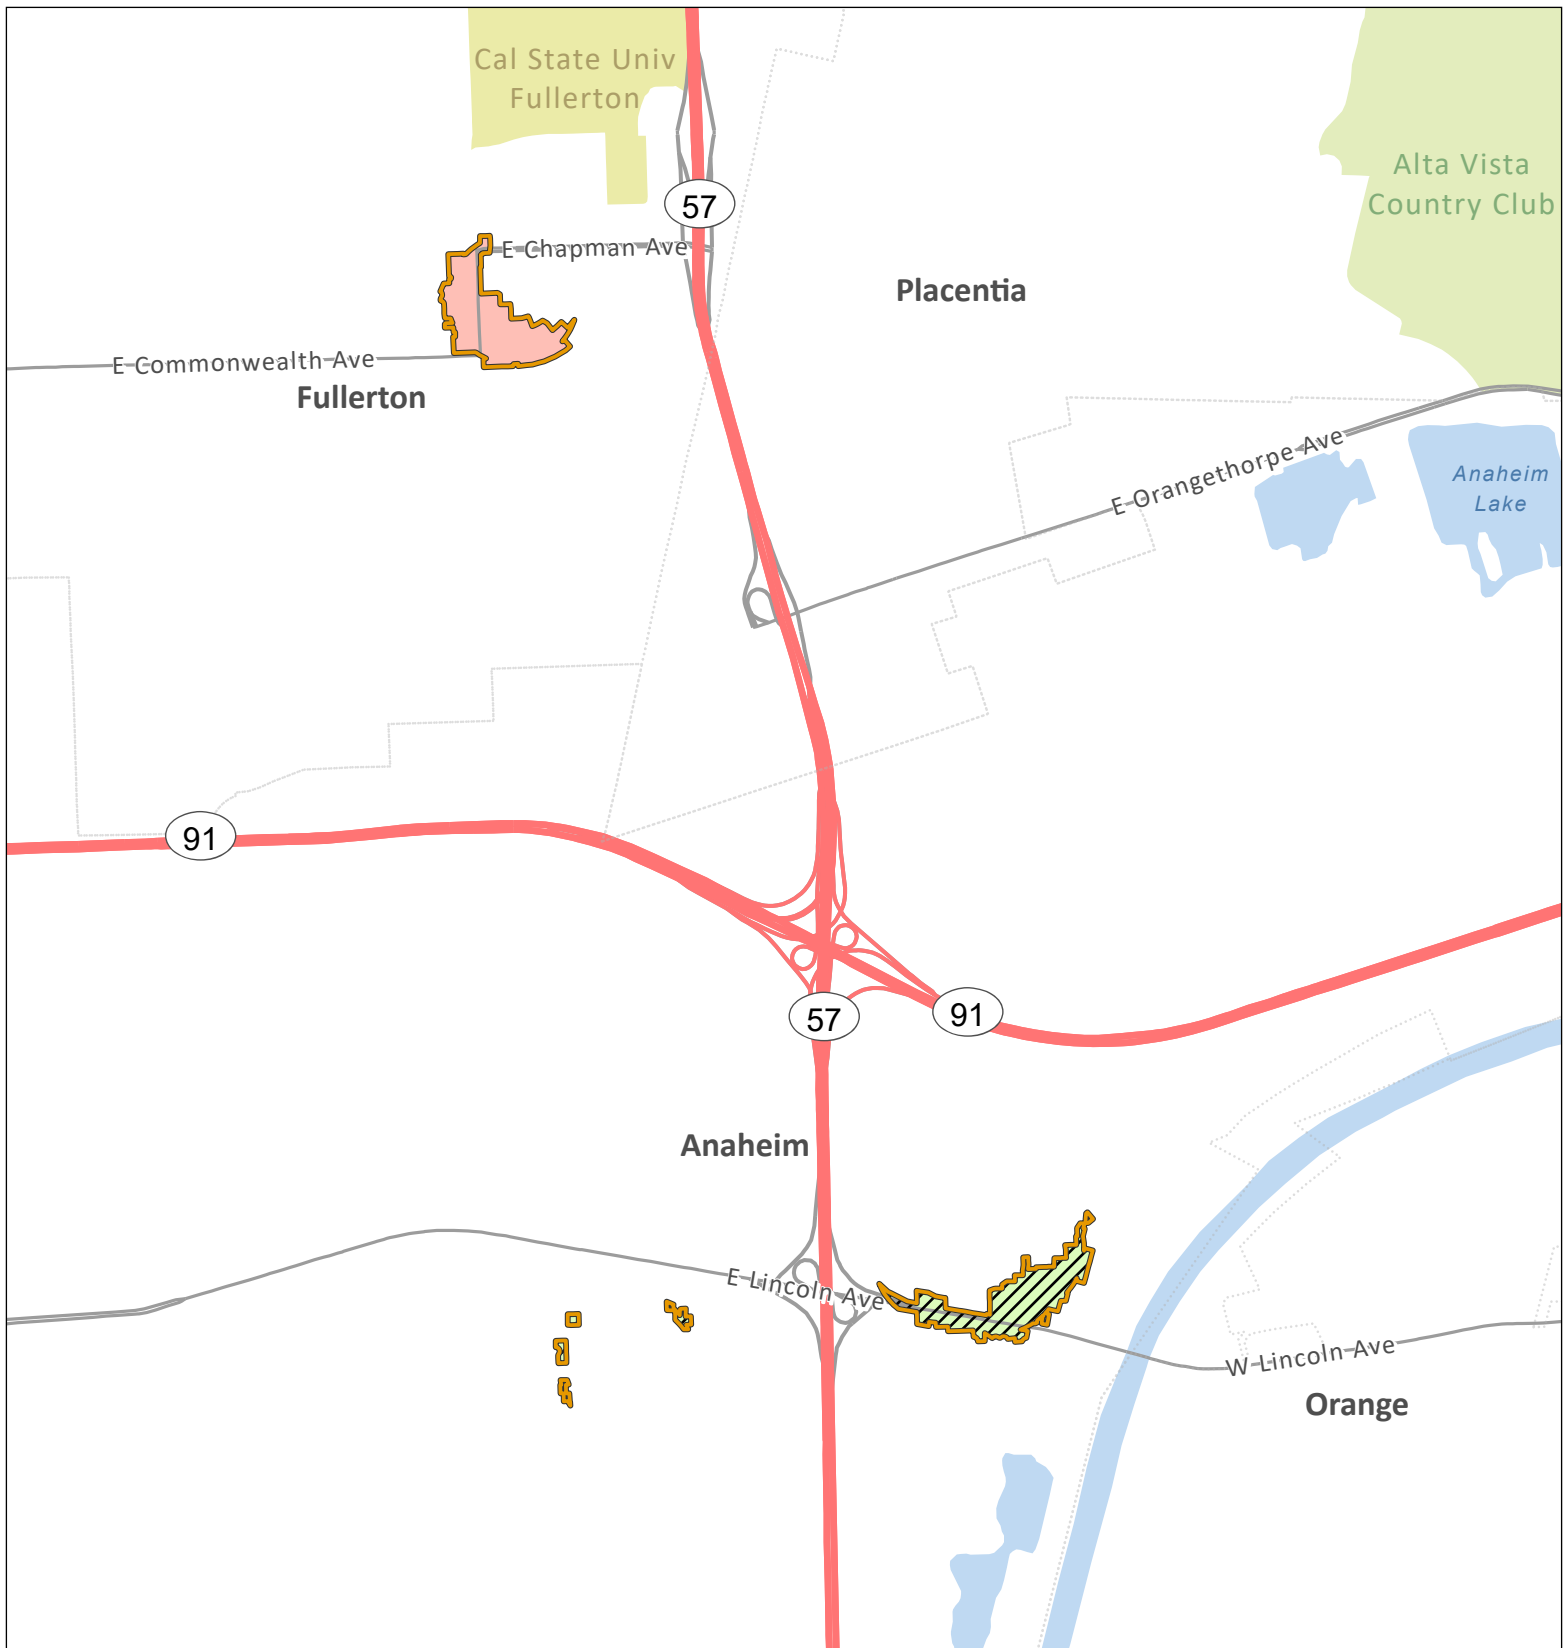 Cal State Univ
Fullerton
57
Alta Vista
Country Club
E Chapman Ave
Placentia
E Commonwealth Ave
Fullerton
E Orangethorpe Ave
Anaheim
Lake
91
57
91
Anaheim
E Lincoln Ave
W Lincoln Ave
Orange